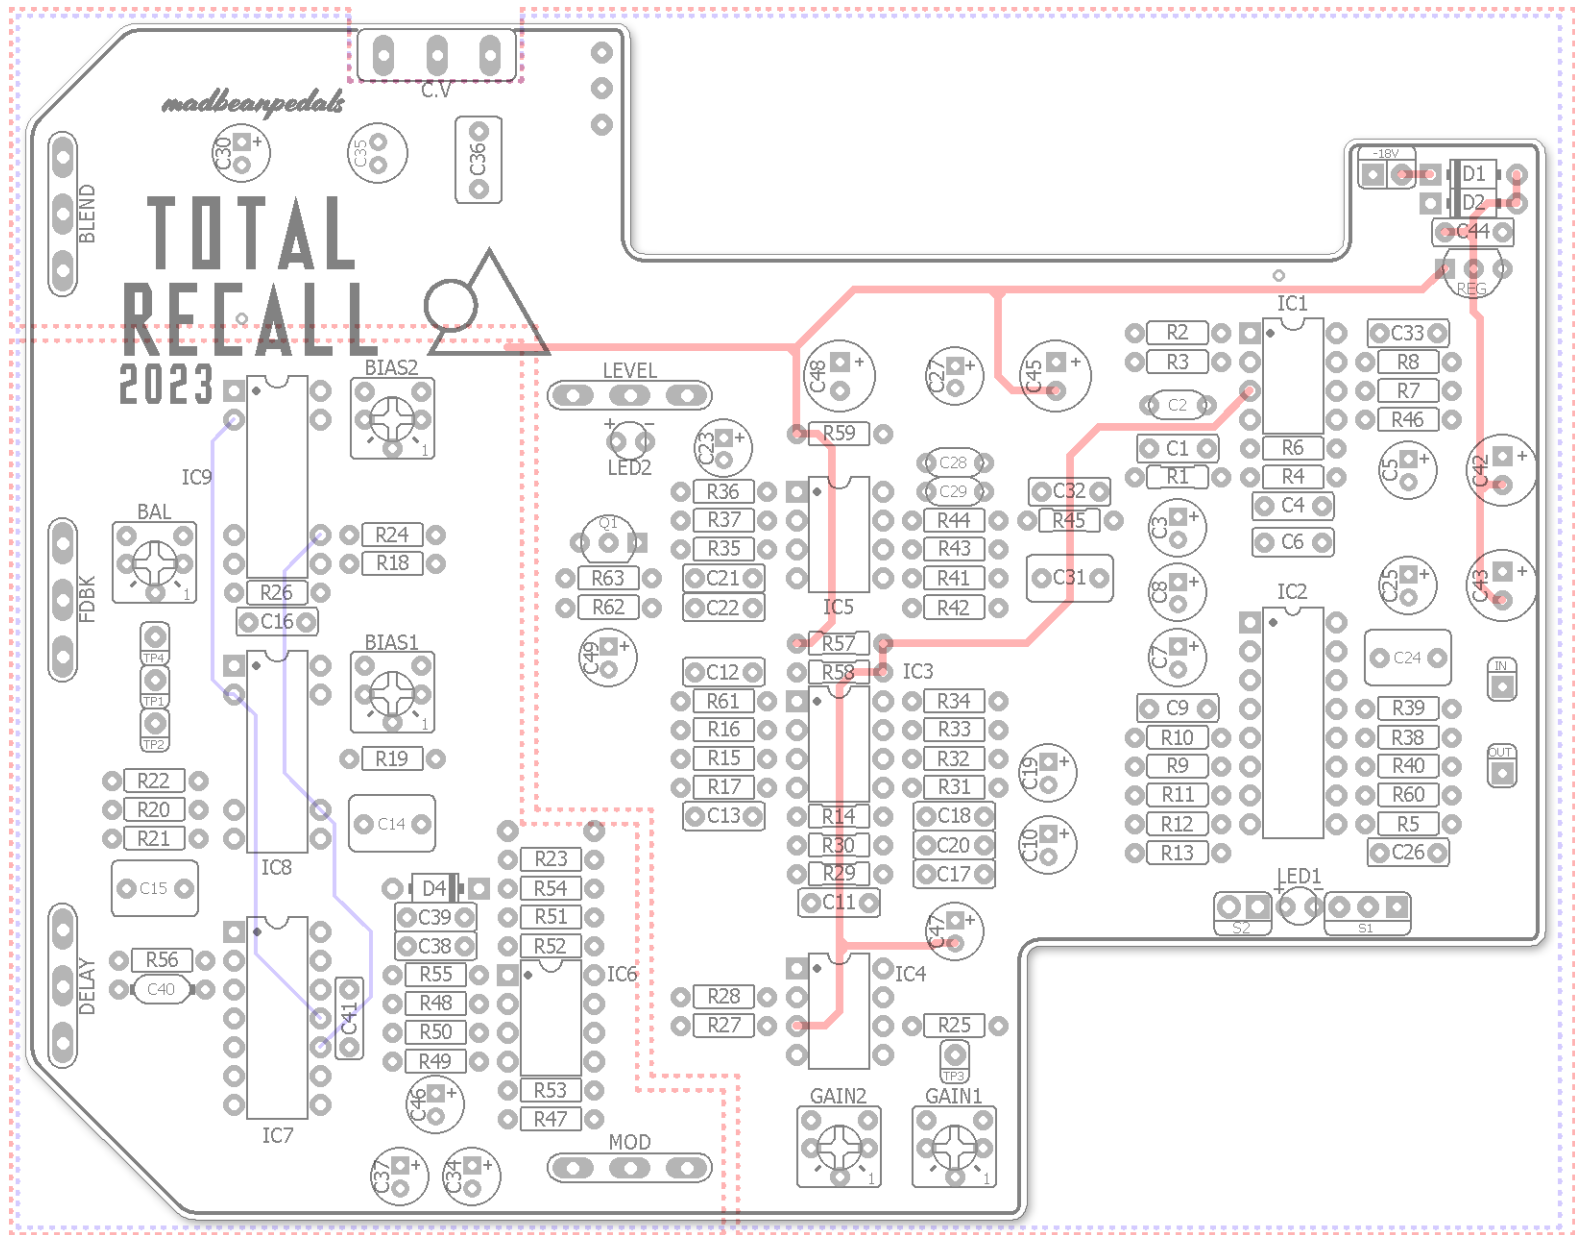 C.V
madbeanpedals
C30
C35
C36
BLEND
TOTAL
RECALL
2023
-18V
D1
D2
C44
REG
IC1
R2
R3
C33
R8
R7
R46
C2
C1
R6
R1
R4
C5
C42
C4
C3
C6
C8
C25
C43
IC2
C7
C24
IN
C9
R39
R10
R38
R9
R40
OUT
R11
R60
R12
R5
R13
C26
LED1
S2
S1
BIAS2
1
LEVEL
LED2
C48
C27
C45
C23
R59
IC9
C28
C29
R36
R37
R35
C21
C22
Q1
R63
R62
C49
IC5
C32
R44
R45
R43
R41
C31
R42
BAL
1
R24
R18
R26
C16
FDBK
TP4
TP1
TP2
BIAS1
1
R19
R57
R58
IC3
C12
R61
R34
R16
R33
R15
R32
R17
R31
C13
R14
C18
R30
C20
R29
C17
C11
C19
C10
C47
R22
R20
R21
C14
C15
IC8
R23
D4
R54
C39
R51
C38
R52
R56
C40
DELAY
R55
IC6
R48
C41
R50
R49
C46
R53
R47
IC7
C37
C34
MOD
IC4
R28
R27
R25
TP3
GAIN2
1
GAIN1
1